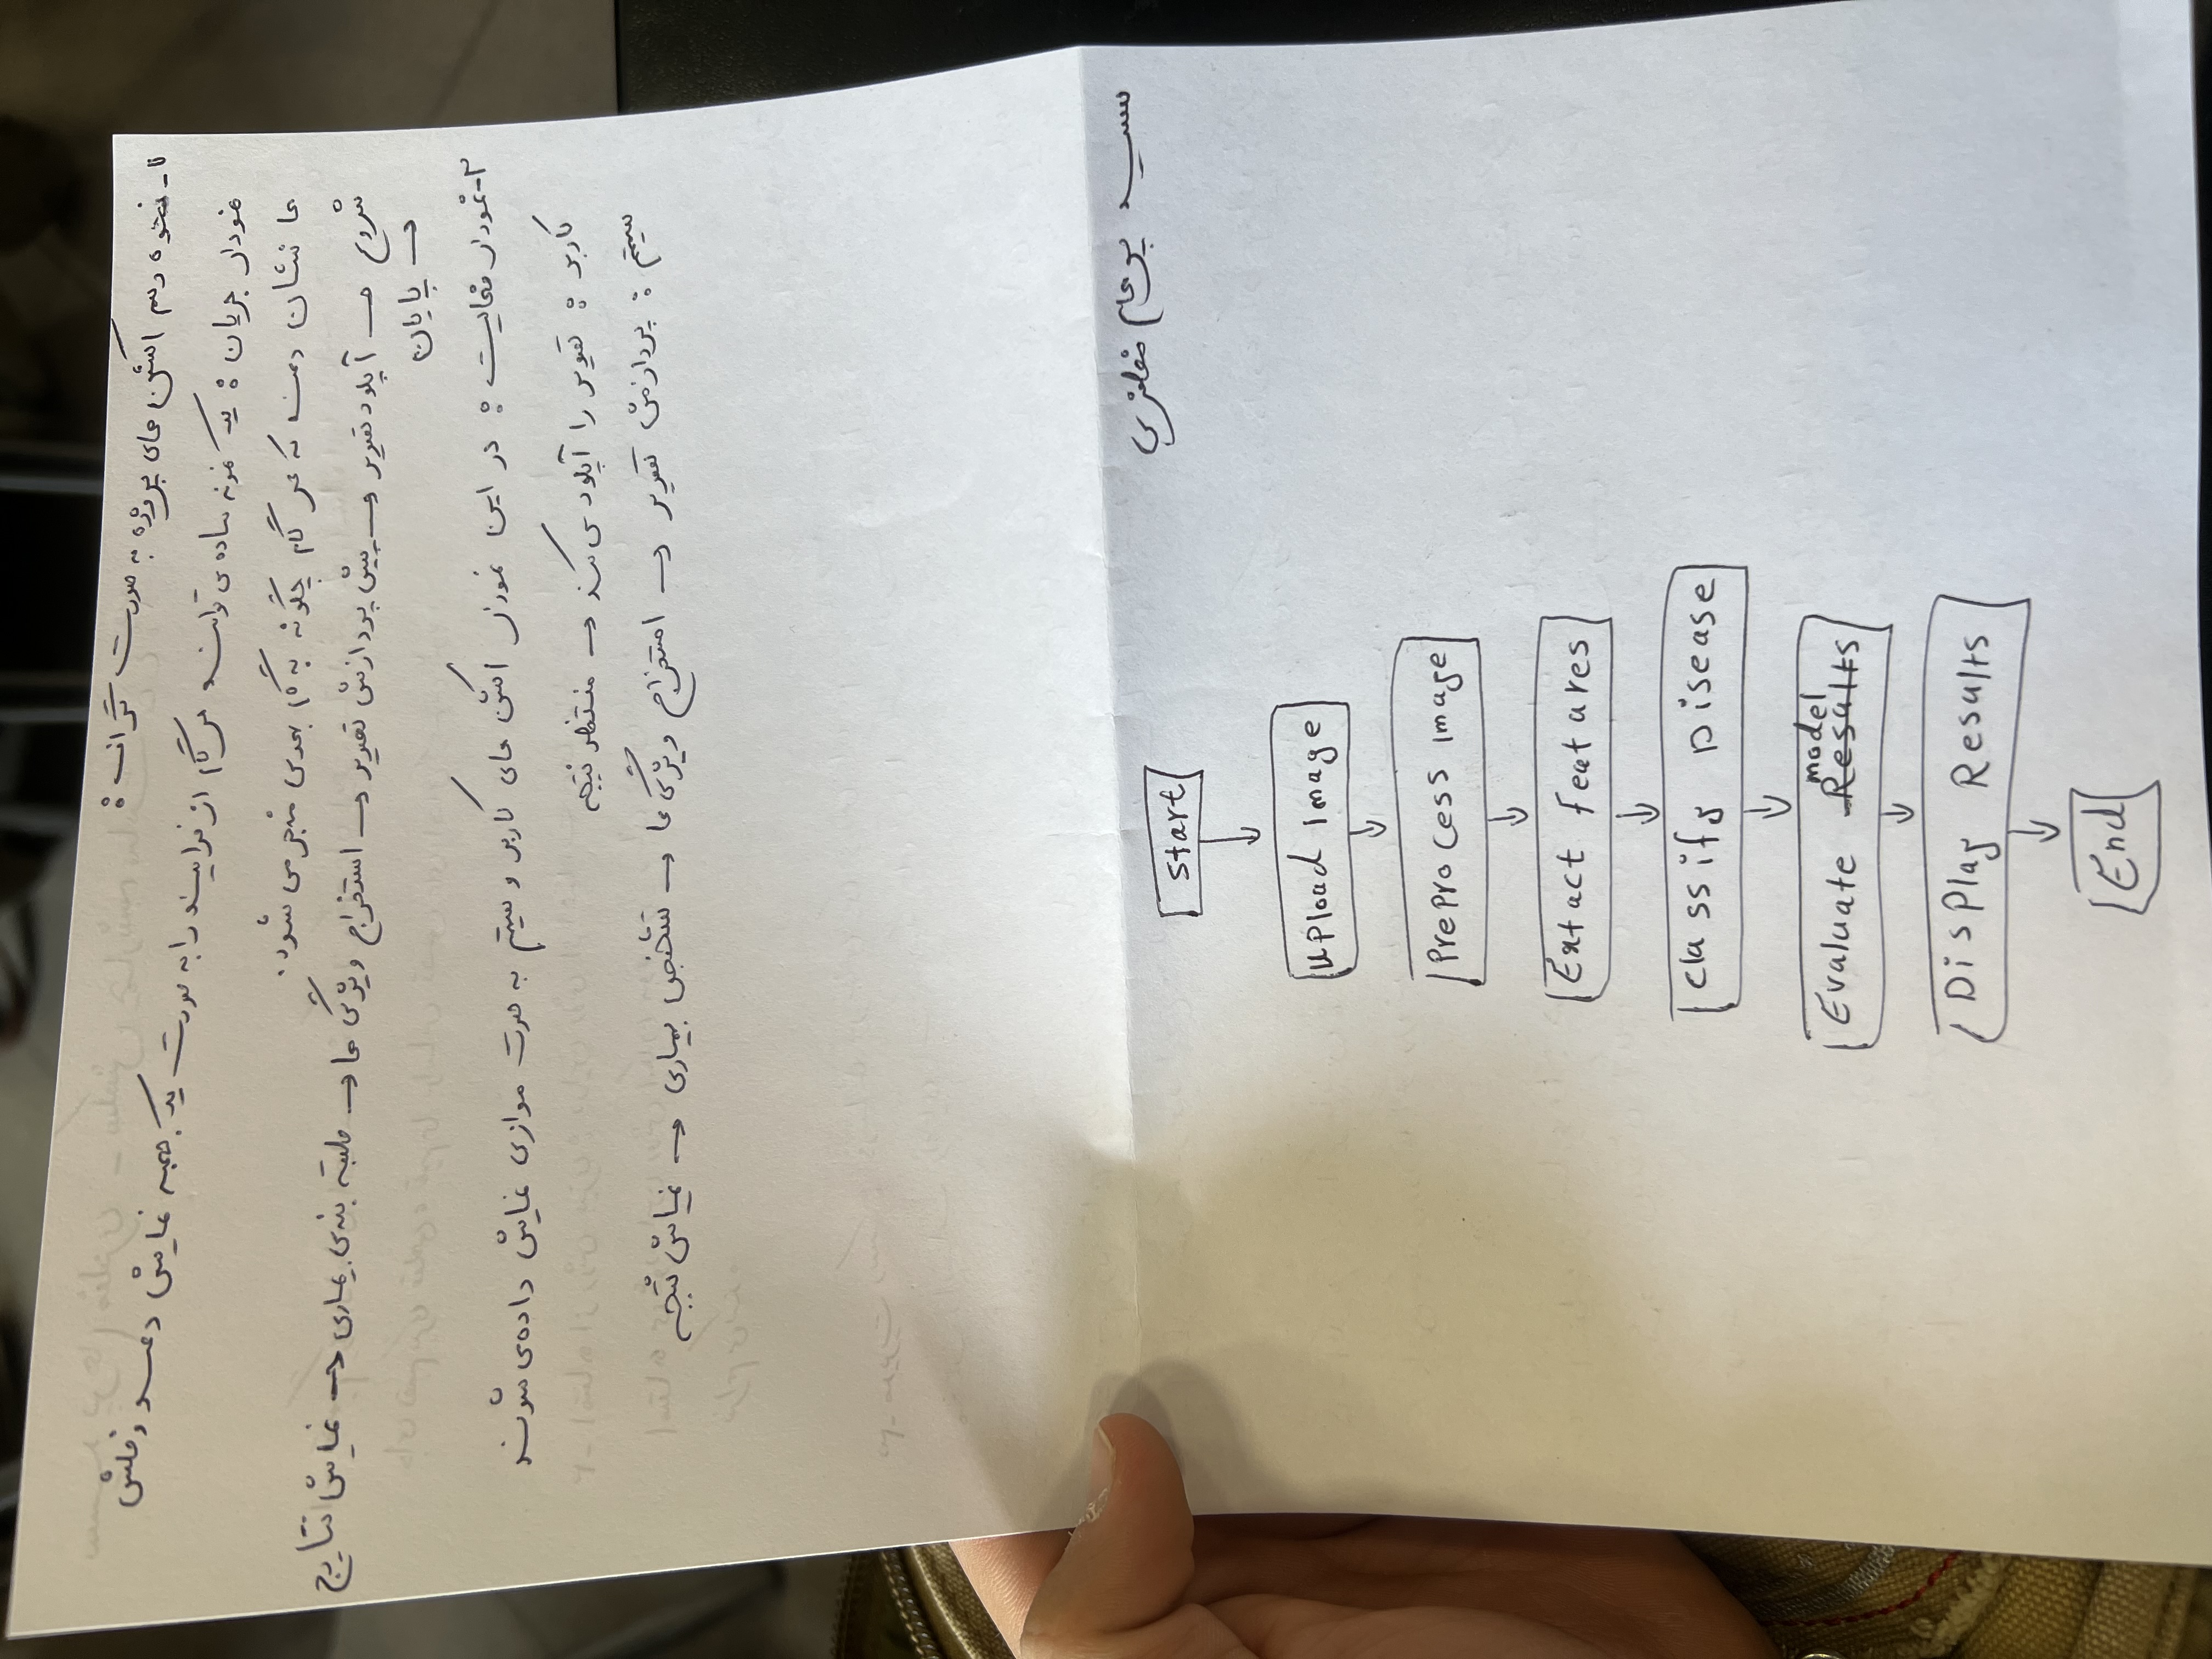 ۱- نحوه رسم اکشن های پروژه به صورت گراف :
نمودار جریان : یک نمونه ساده می تواند هر گام از فرایند را به صورت یک جعبه نمایش دهد و فلش
ها نشان دهند که هر گام چگونه به گام بعدی منجر می شود.
شروع → آپلود تصویر → پیش پردازش تصویر → استخراج ویژگی ها → طبقه بندی بیماری → نمایش نتایج
→ پایان
۲- نمودار فعالیت : در این نمودار اکشن های کاربر و سیستم به صورت موازی نمایش داده می شوند
کاربر : تصویر را آپلود می کند → منتظر نتیجه
سیستم : پردازش تصویر → استخراج ویژگی ها → تشخیص بیماری → نمایش نتیجه
سید پرهام مظفری
Start
Upload Image
Preprocess Image
Extact features
Classify Disease
Evaluate Results model
Display Results
End